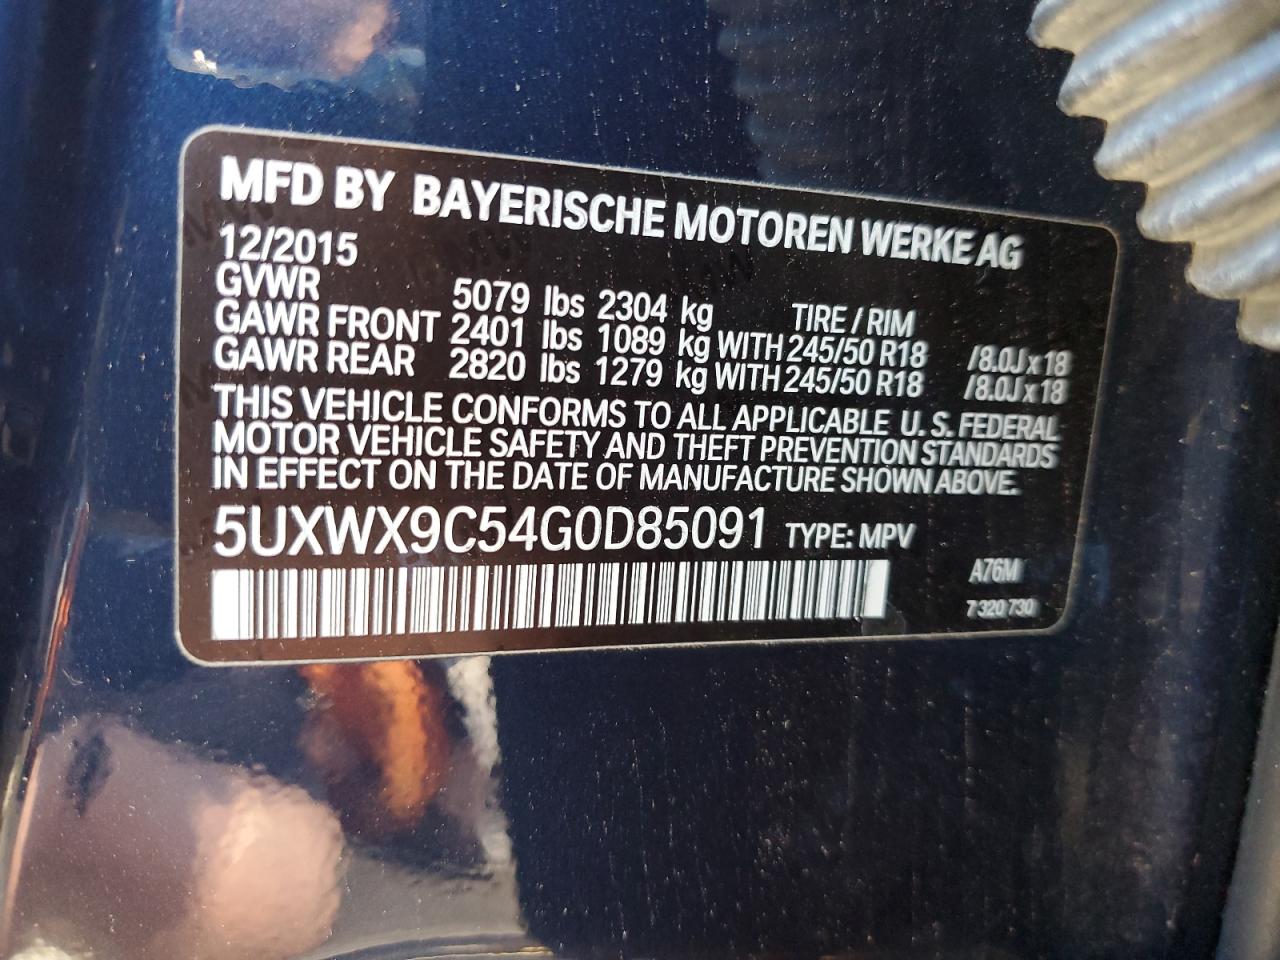 MFD BY BAYERISCHE MOTOREN WERKE AG
12/2015
GVWR 5079 lbs 2304 kg TIRE / RIM
GAWR FRONT 2401 lbs 1089 kg WITH 245/50 R18 /8.0J x 18
GAWR REAR 2820 lbs 1279 kg WITH 245/50 R18 /8.0J x 18
THIS VEHICLE CONFORMS TO ALL APPLICABLE U.S. FEDERAL
MOTOR VEHICLE SAFETY AND THEFT PREVENTION STANDARDS
IN EFFECT ON THE DATE OF MANUFACTURE SHOWN ABOVE.
5UXWX9C54G0D85091 TYPE: MPV
A76M
7 320 730